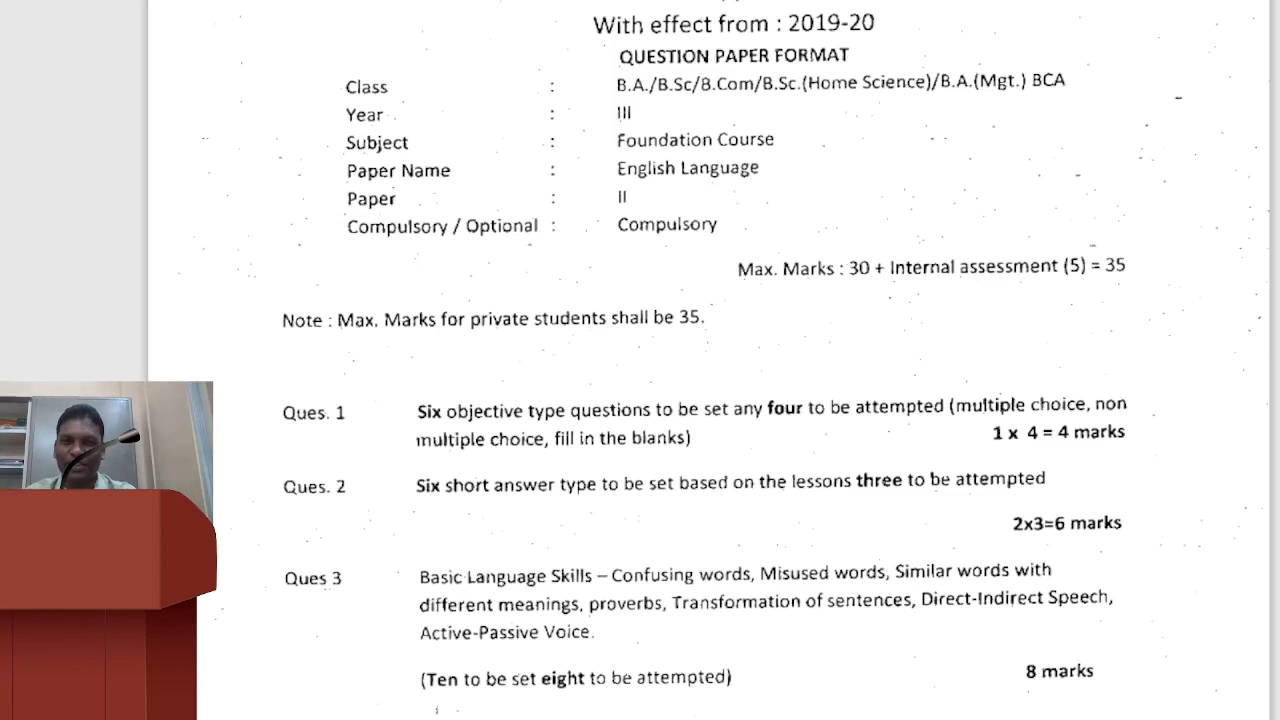 With effect from : 2019-20
QUESTION PAPER FORMAT
Class : B.A./B.Sc/B.Com/B.Sc.(Home Science)/B.A.(Mgt.) BCA
Year : III
Subject : Foundation Course
Paper Name : English Language
Paper : II
Compulsory / Optional : Compulsory
Max. Marks : 30 + Internal assessment (5) = 35
Note : Max. Marks for private students shall be 35.
Ques. 1 Six objective type questions to be set any four to be attempted (multiple choice, non
multiple choice, fill in the blanks) 1 x 4 = 4 marks
Ques. 2 Six short answer type to be set based on the lessons three to be attempted
2x3=6 marks
Ques 3 Basic Language Skills – Confusing words, Misused words, Similar words with
different meanings, proverbs, Transformation of sentences, Direct-Indirect Speech,
Active-Passive Voice.
(Ten to be set eight to be attempted) 8 marks